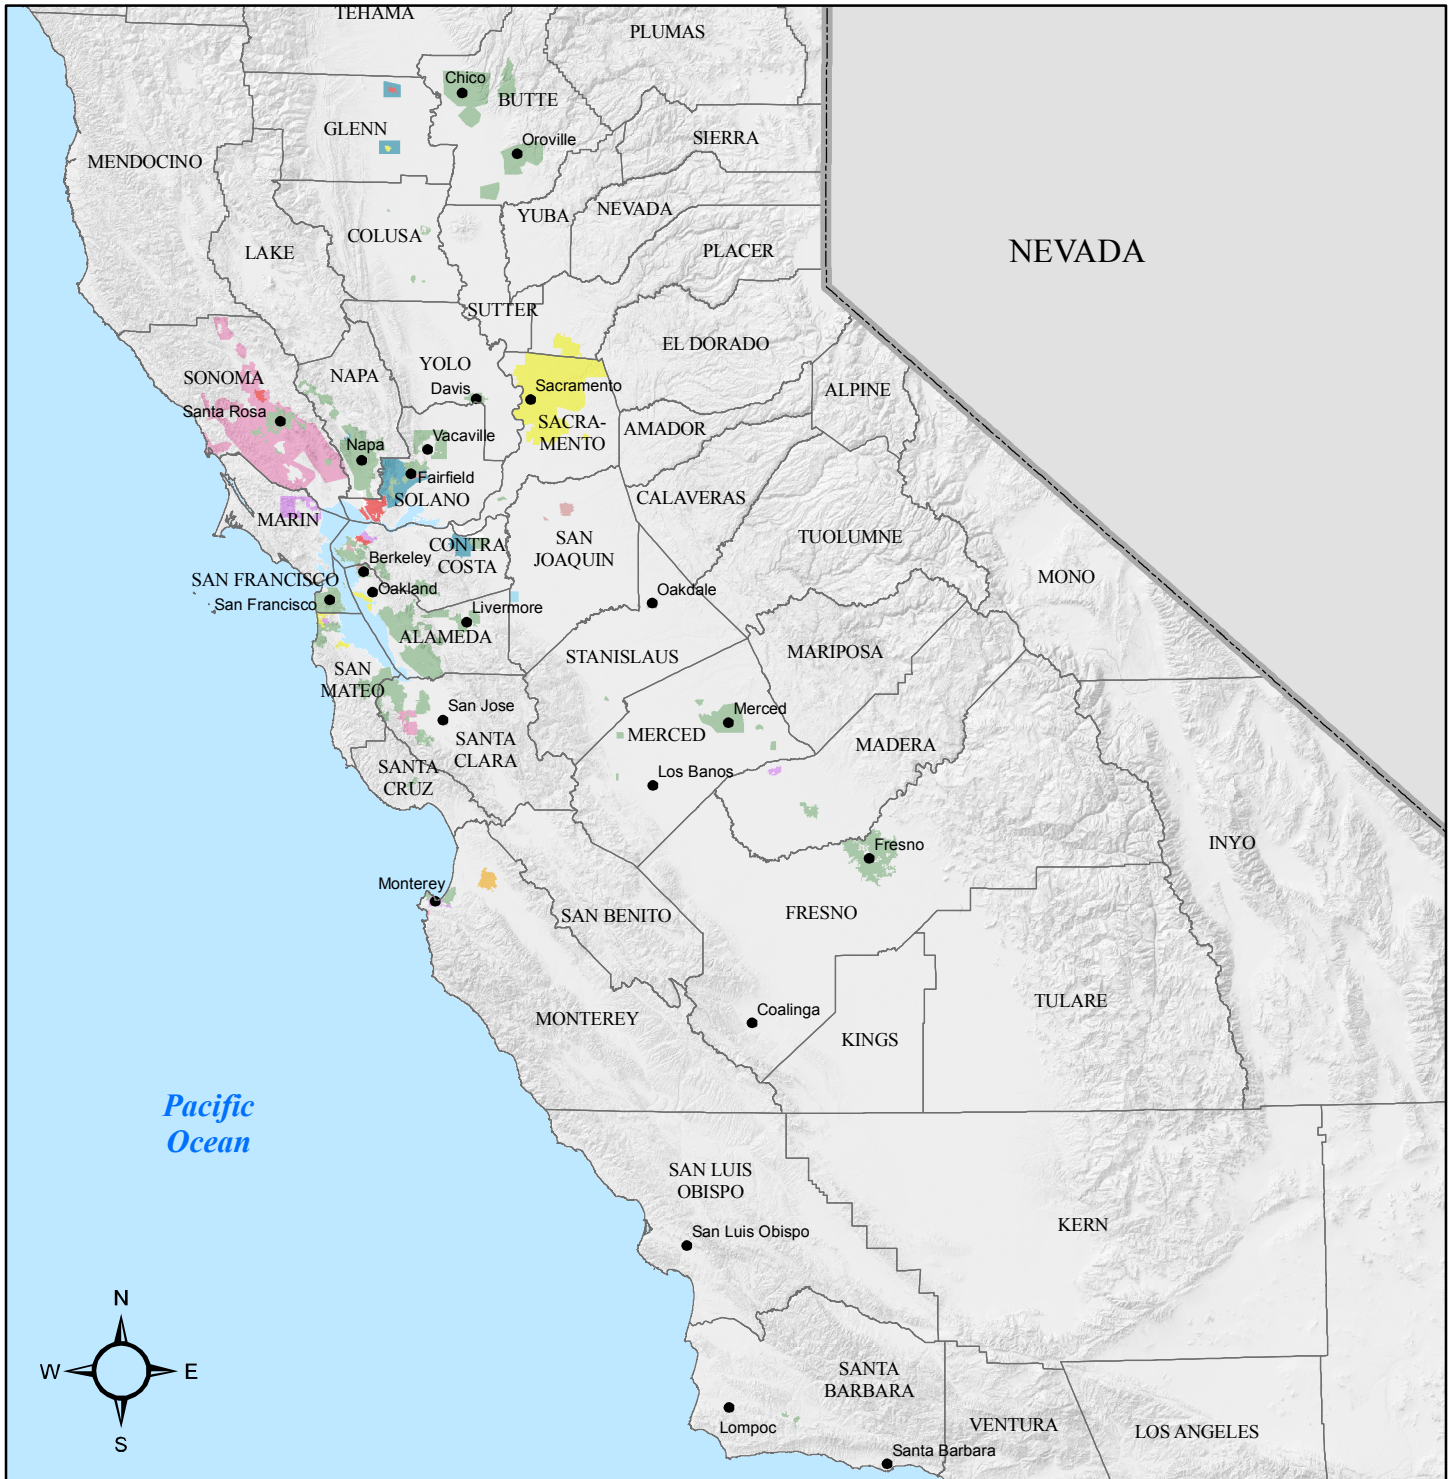 TEHAMA
PLUMAS
Chico
BUTTE
GLENN
SIERRA
Oroville
MENDOCINO
YUBA
NEVADA
COLUSA
LAKE
PLACER
NEVADA
SUTTER
EL DORADO
YOLO
NAPA
SONOMA
Davis
Sacramento
ALPINE
Santa Rosa
SACRA-
MENTO
AMADOR
Vacaville
Napa
Fairfield
SOLANO
CALAVERAS
MARIN
SAN
JOAQUIN
TUOLUMNE
CONTRA
COSTA
Berkeley
SAN FRANCISCO
MONO
Oakland
Oakdale
San Francisco
Livermore
ALAMEDA
STANISLAUS
MARIPOSA
SAN
MATEO
San Jose
Merced
MERCED
SANTA
CLARA
MADERA
SANTA
CRUZ
Los Banos
INYO
Fresno
Monterey
SAN BENITO
FRESNO
TULARE
Coalinga
MONTEREY
KINGS
Pacific
Ocean
SAN LUIS
OBISPO
KERN
San Luis Obispo
N
W
E
S
SANTA
BARBARA
Lompoc
VENTURA
LOS ANGELES
Santa Barbara